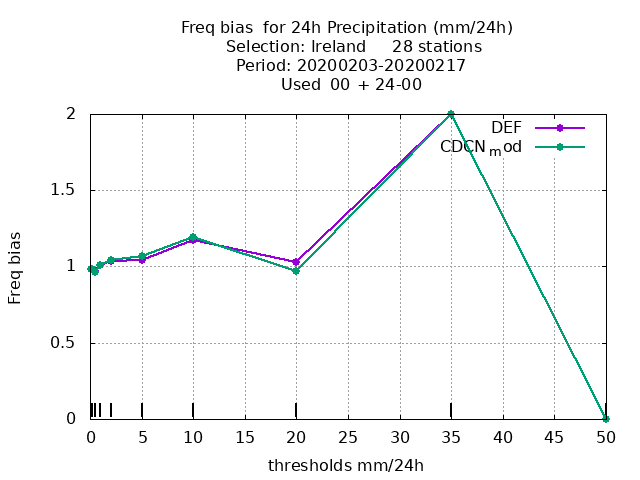 Freq bias  for 24h Precipitation (mm/24h)
Selection: Ireland     28 stations
Period: 20200203-20200217
Used  00 + 24-00
2
DEF
CDCNmod
1.5
Freq bias
1
0.5
0
0 5 10 15 20 25 30 35 40 45 50
thresholds mm/24h